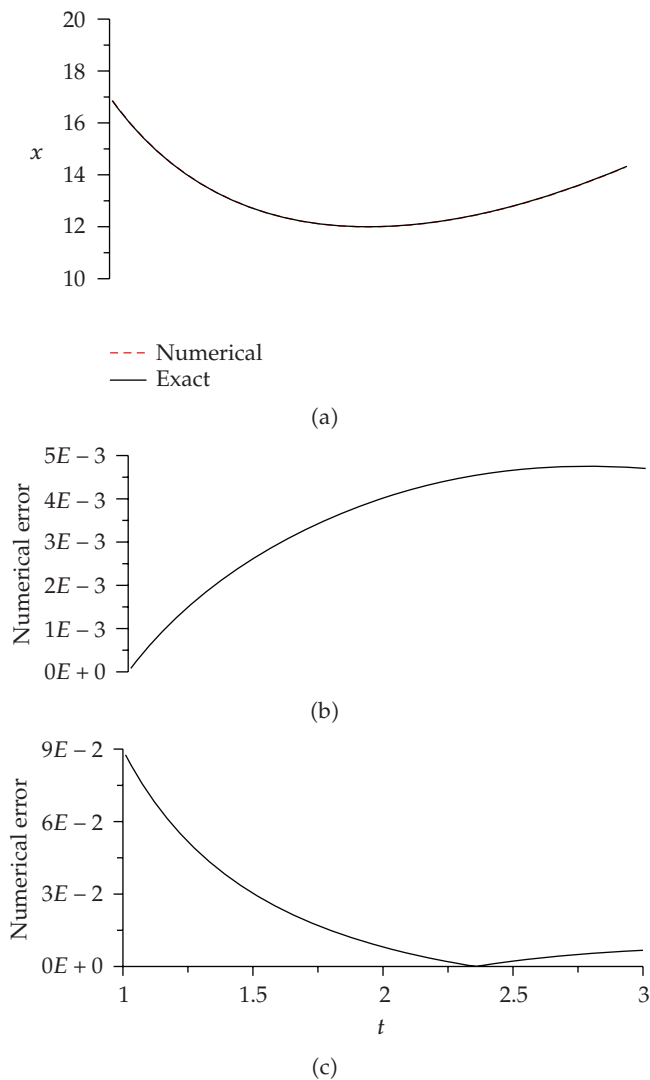 20
18
16
x
14
12
10
Numerical
Exact
(a)
5E − 3
4E − 3
3E − 3
2E − 3
1E − 3
0E + 0
Numerical error
(b)
9E − 2
6E − 2
3E − 2
0E + 0
Numerical error
1 1.5 2 2.5 3
t
(c)